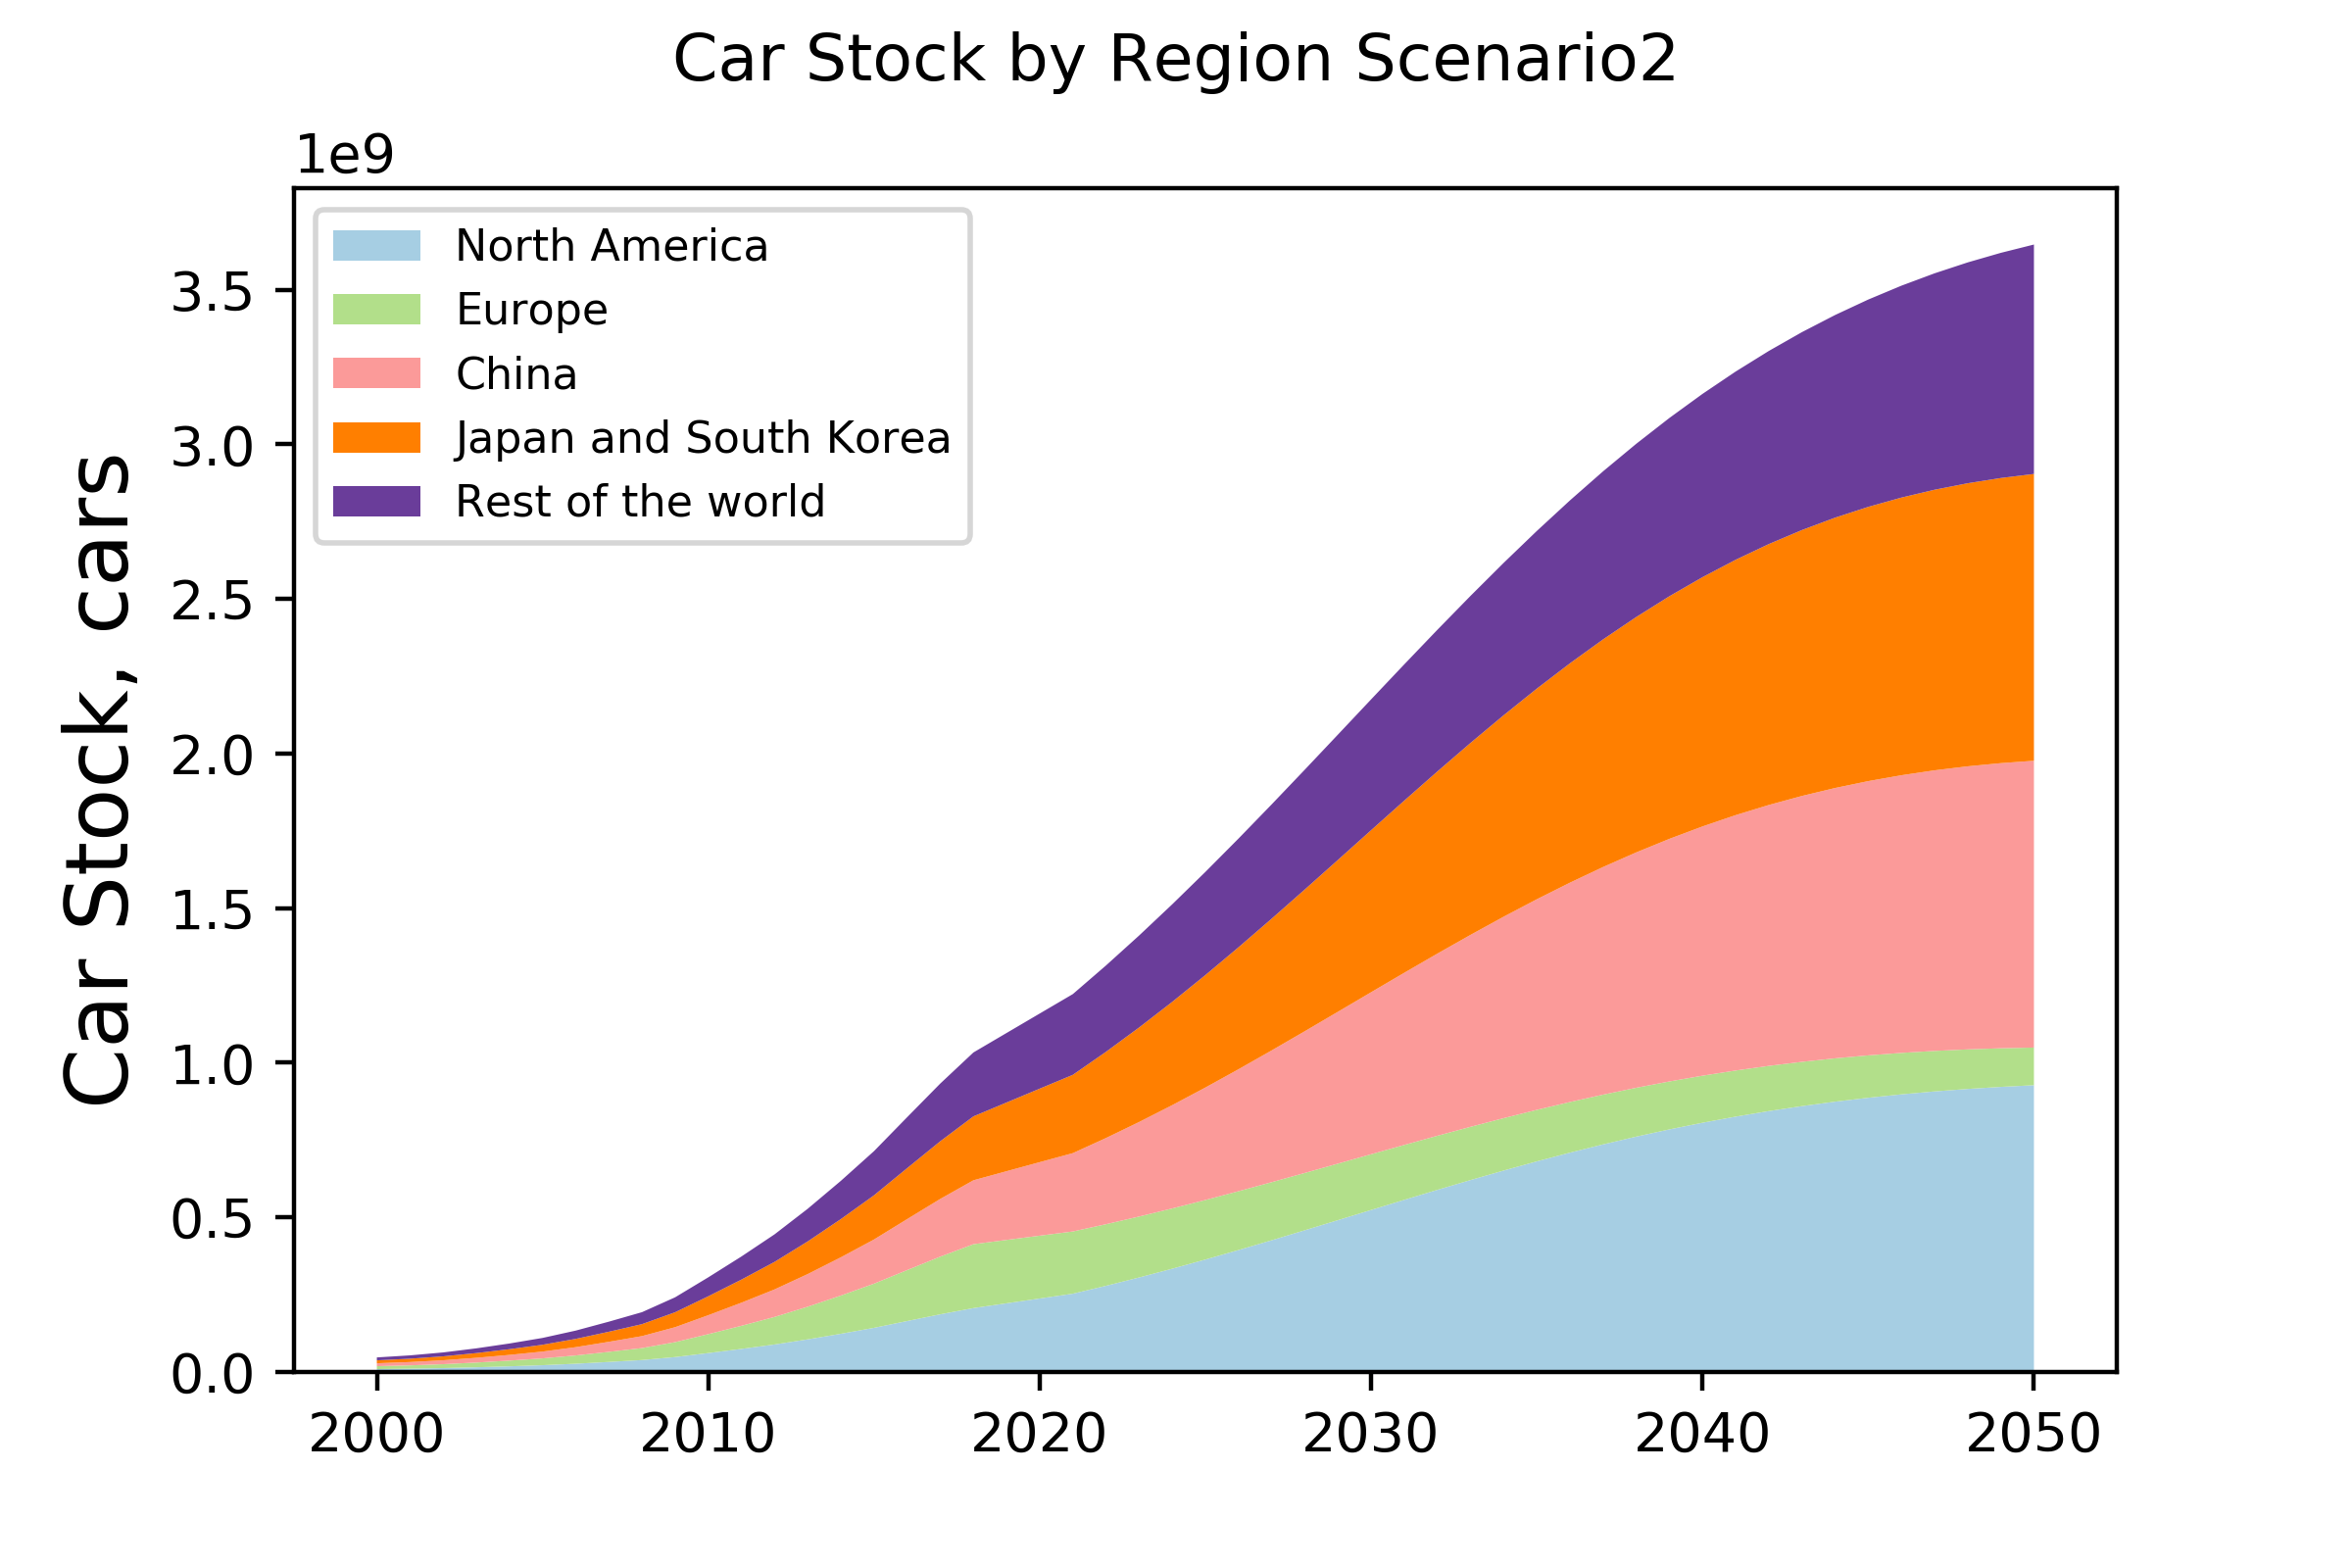 Car Stock by Region Scenario2
1e9
North America
Europe
China
Japan and South Korea
Rest of the world
Car Stock, cars
3.5
3.0
2.5
2.0
1.5
1.0
0.5
0.0
2000 2010 2020 2030 2040 2050